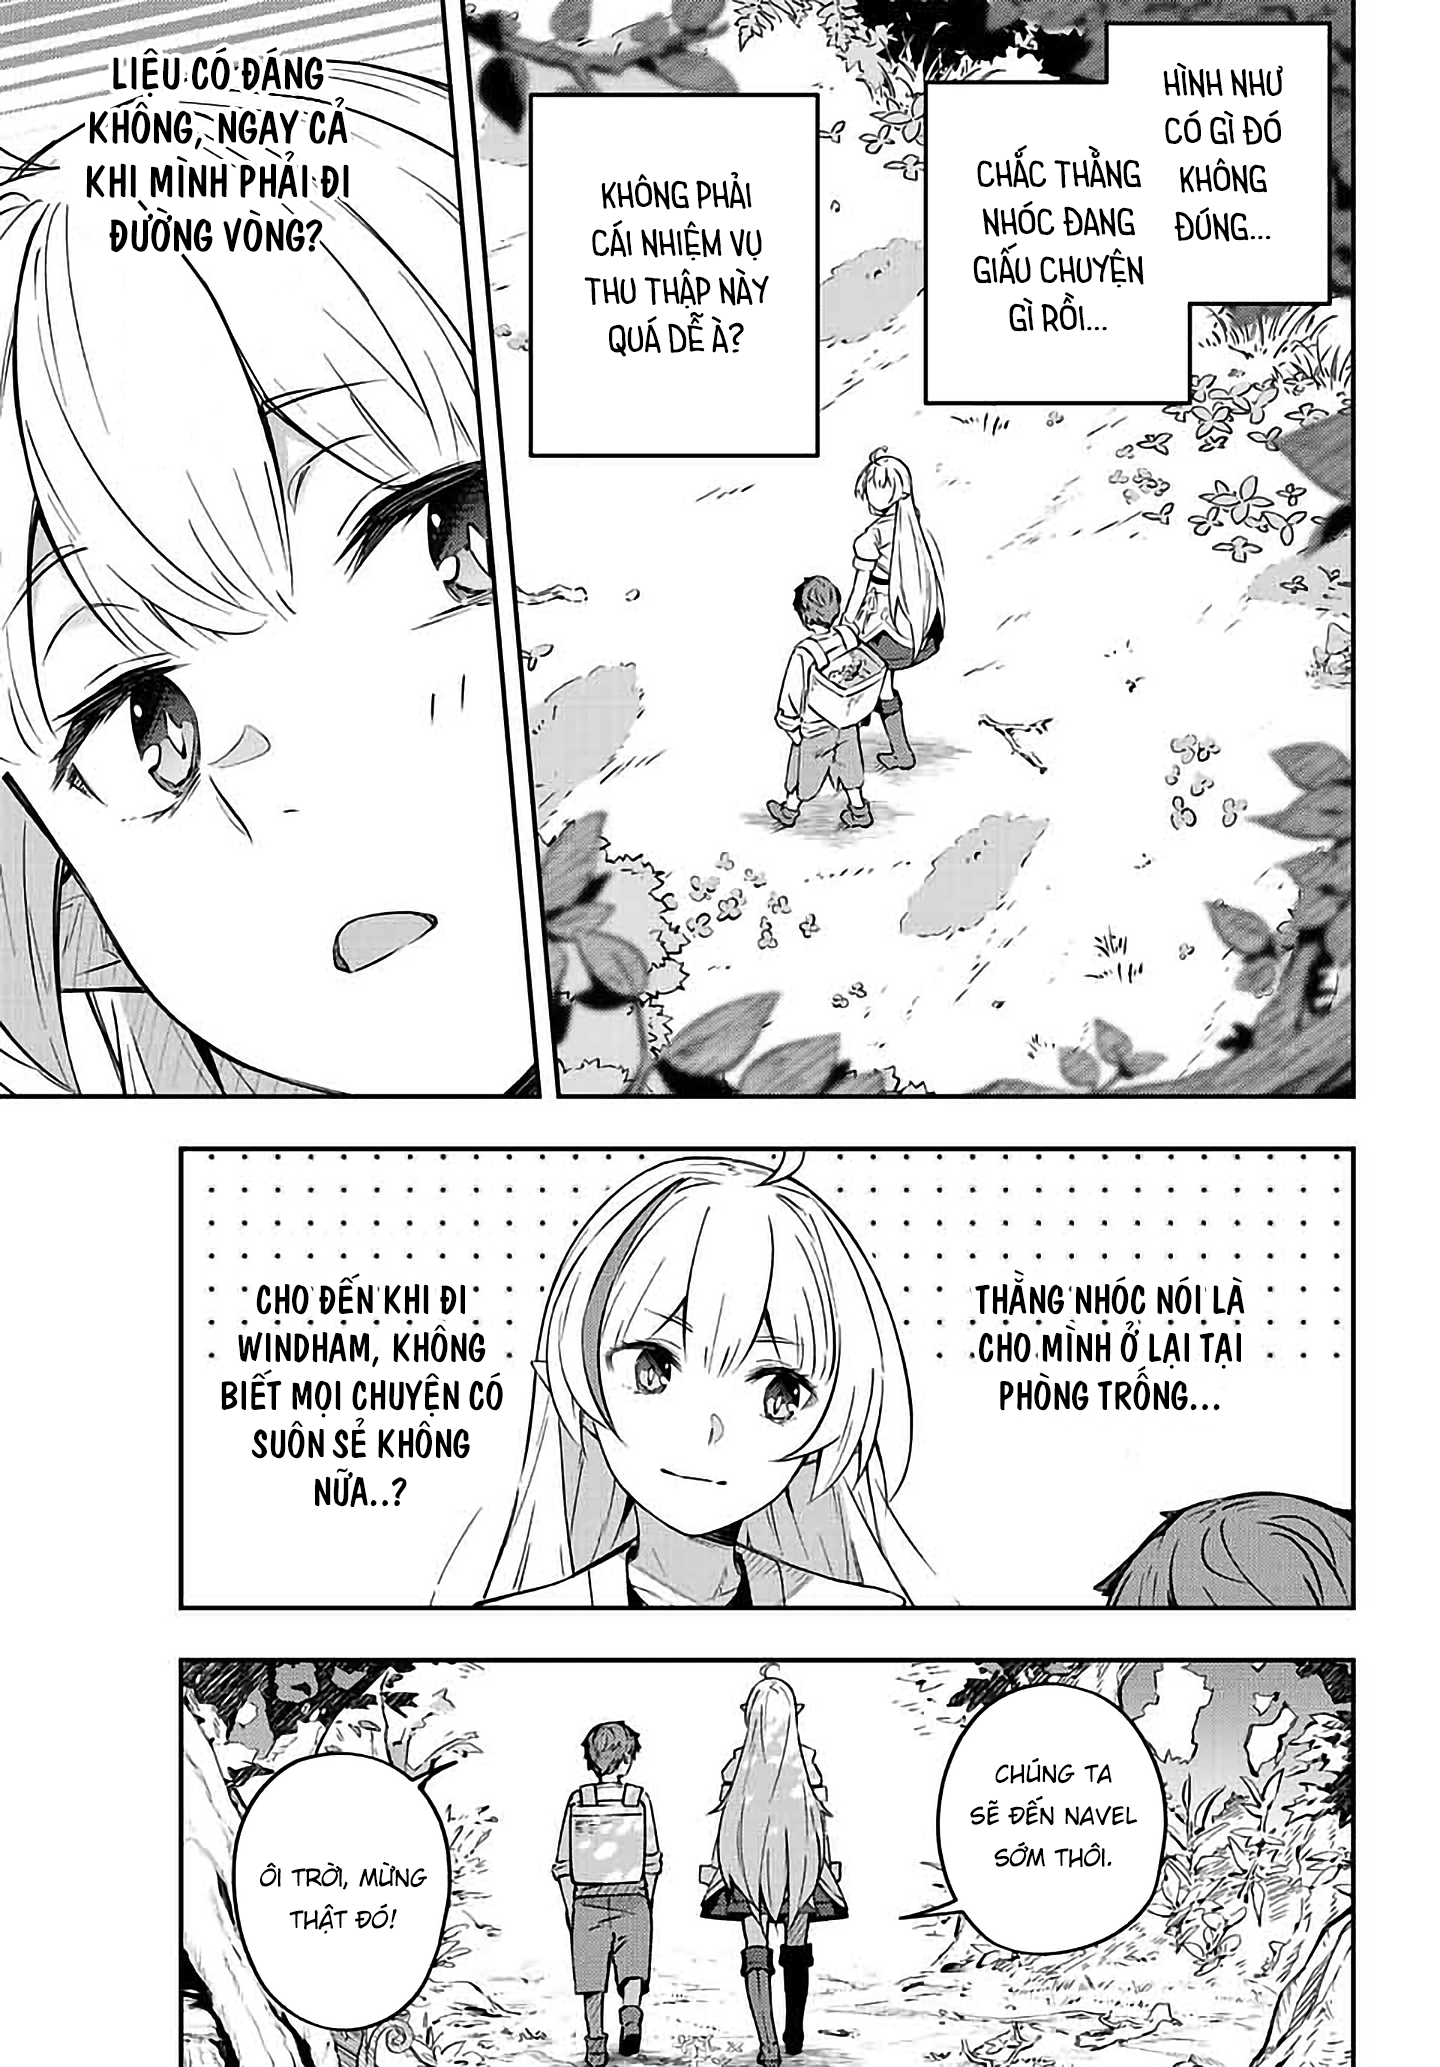 HÌNH NHƯ
CÓ GÌ ĐÓ
KHÔNG
ĐÚNG...
CHẮC THẰNG
NHÓC ĐANG
GIẤU CHUYỆN
GÌ RỒI...
KHÔNG PHẢI
CÁI NHIỆM VỤ
THU THẬP NÀY
QUÁ DỄ À?
LIỆU CÓ ĐÁNG
KHÔNG, NGAY CẢ
KHI MÌNH PHẢI ĐI
ĐƯỜNG VÒNG?
THẰNG NHÓC NÓI LÀ
CHO MÌNH Ở LẠI TẠI
PHÒNG TRỐNG...
CHO ĐẾN KHI ĐI
WINDHAM, KHÔNG
BIẾT MỌI CHUYỆN CÓ
SUÔN SẺ KHÔNG
NỮA..?
CHÚNG TA
SẼ ĐẾN NAVEL
SỚM THÔI.
ÔI TRỜI, MỪNG
THẬT ĐÓ!